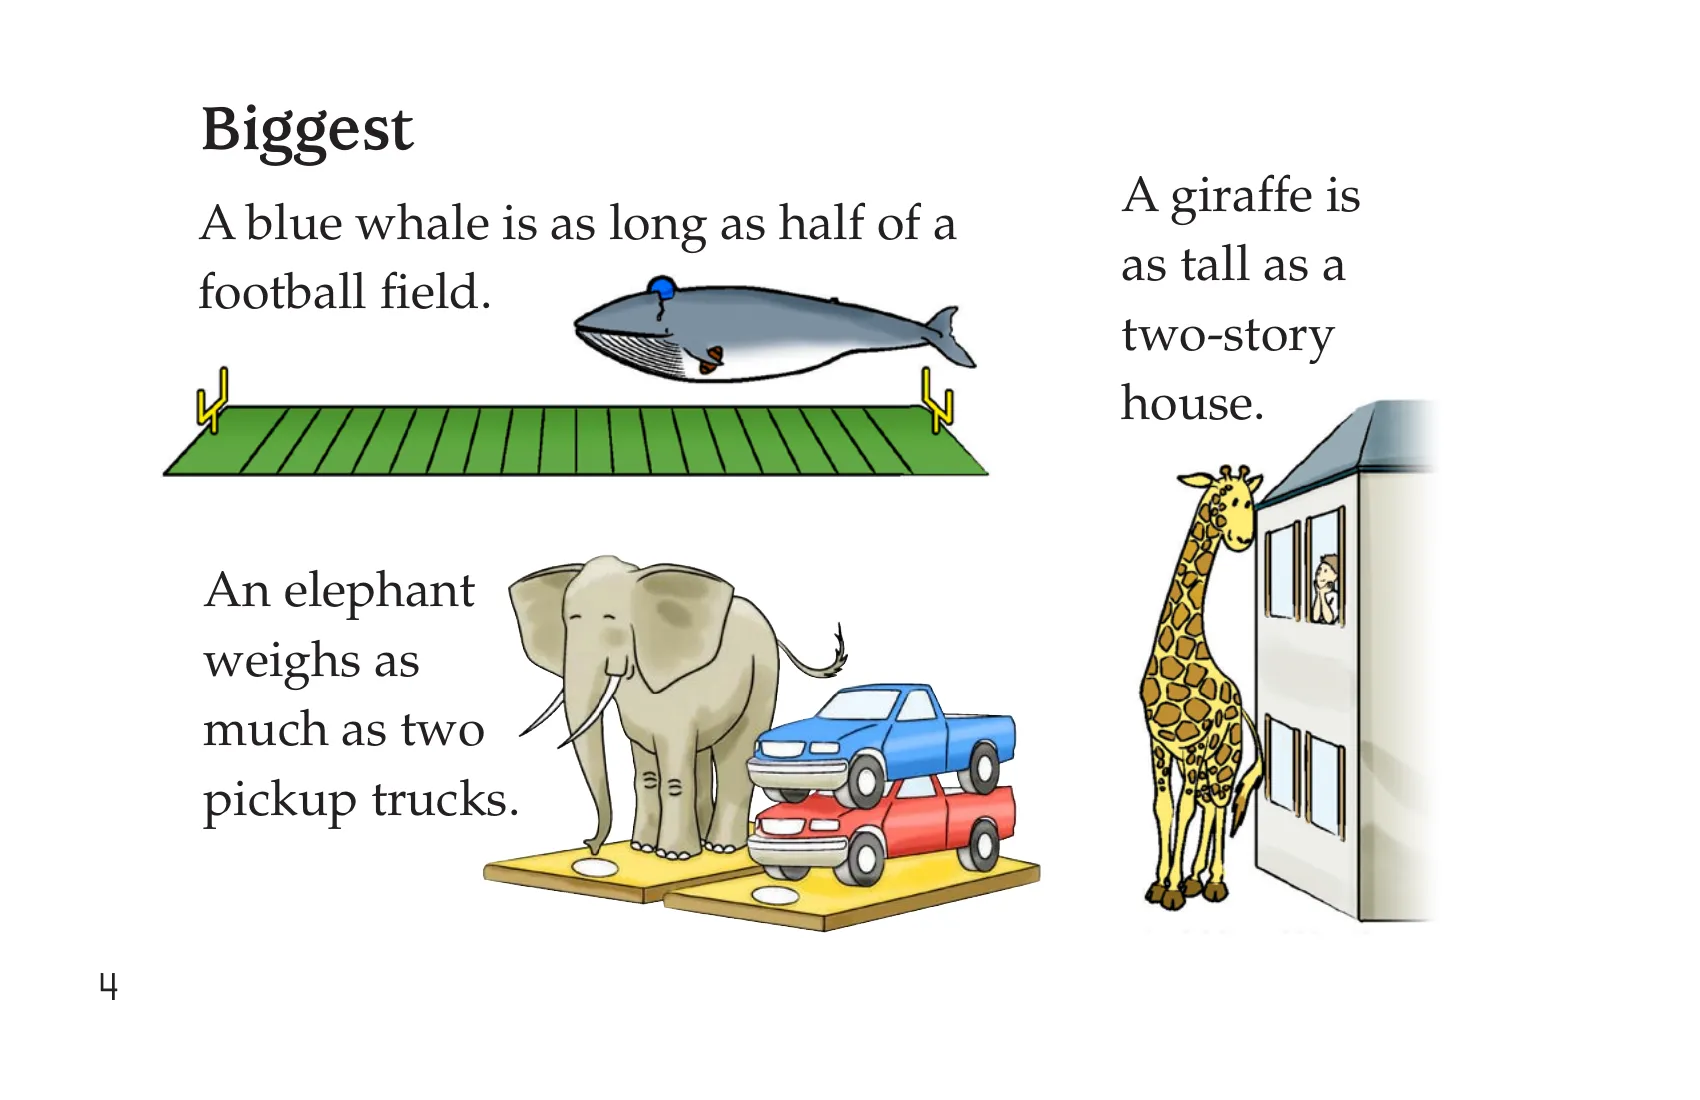 Biggest
A blue whale is as long as half of a
football field.
An elephant
weighs as
much as two
pickup trucks.
A giraffe is
as tall as a
two-story
house.
4